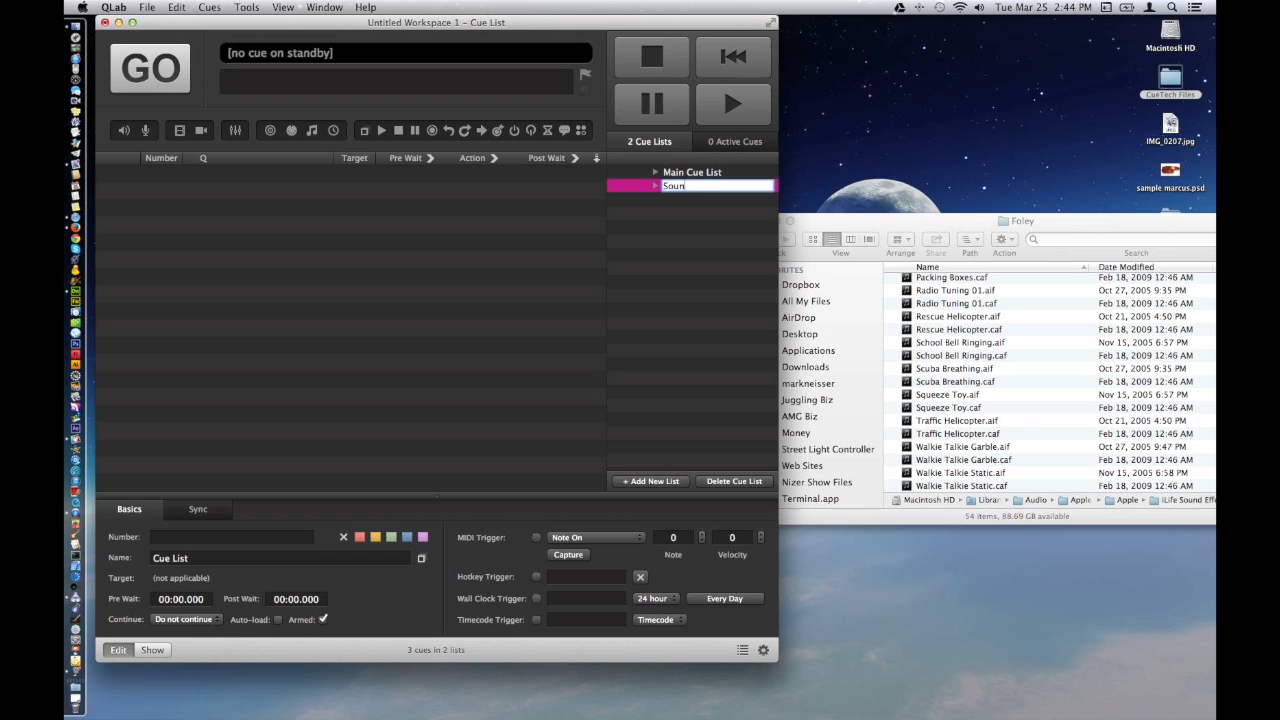 QLab File Edit Cues Tools View Window Help
Tue Mar 25 2:44 PM
Untitled Workspace 1 - Cue List
GO
[no cue on standby]
2 Cue Lists 0 Active Cues
Number Q Target Pre Wait Action Post Wait
Main Cue List
Soun
+ Add New List Delete Cue List
Basics Sync
Number:
Name: Cue List
Target: (not applicable)
Pre Wait: 00:00.000 Post Wait: 00:00.000
Continue: Do not continue Auto-load: Armed:
MIDI Trigger: Note On 0 0
Capture Note Velocity
Hotkey Trigger:
Wall Clock Trigger: 24 hour Every Day
Timecode Trigger: Timecode
Edit Show 3 cues in 2 lists
Macintosh HD
CueTech Files
IMG_0207.jpg
sample marcus.psd
Foley
View Arrange Share Path Action Search
Name Date Modified
Dropbox
All My Files
AirDrop
Desktop
Applications
Downloads
markneisser
Juggling Biz
AMG Biz
Money
Street Light Controller
Web Sites
Nizer Show Files
Terminal.app
Packing Boxes.caf Feb 18, 2009 12:46 AM
Radio Tuning 01.aif Oct 27, 2005 9:35 PM
Radio Tuning 01.caf Feb 18, 2009 12:46 AM
Rescue Helicopter.aif Oct 21, 2005 4:50 PM
Rescue Helicopter.caf Feb 18, 2009 12:46 AM
School Bell Ringing.aif Nov 15, 2005 6:57 PM
School Bell Ringing.caf Feb 18, 2009 12:46 AM
Scuba Breathing.aif Oct 27, 2005 9:35 PM
Scuba Breathing.caf Feb 18, 2009 12:46 AM
Squeeze Toy.aif Nov 15, 2005 6:57 PM
Squeeze Toy.caf Feb 18, 2009 12:46 AM
Traffic Helicopter.aif Oct 21, 2005 4:50 PM
Traffic Helicopter.caf Feb 18, 2009 12:46 AM
Walkie Talkie Garble.aif Oct 27, 2005 9:47 PM
Walkie Talkie Garble.caf Feb 18, 2009 12:46 AM
Walkie Talkie Static.aif Nov 15, 2005 6:58 PM
Walkie Talkie Static.caf Feb 18, 2009 12:46 AM
Macintosh HD Librar Audio Apple Apple iLife Sound Effe
54 items, 88.69 GB available